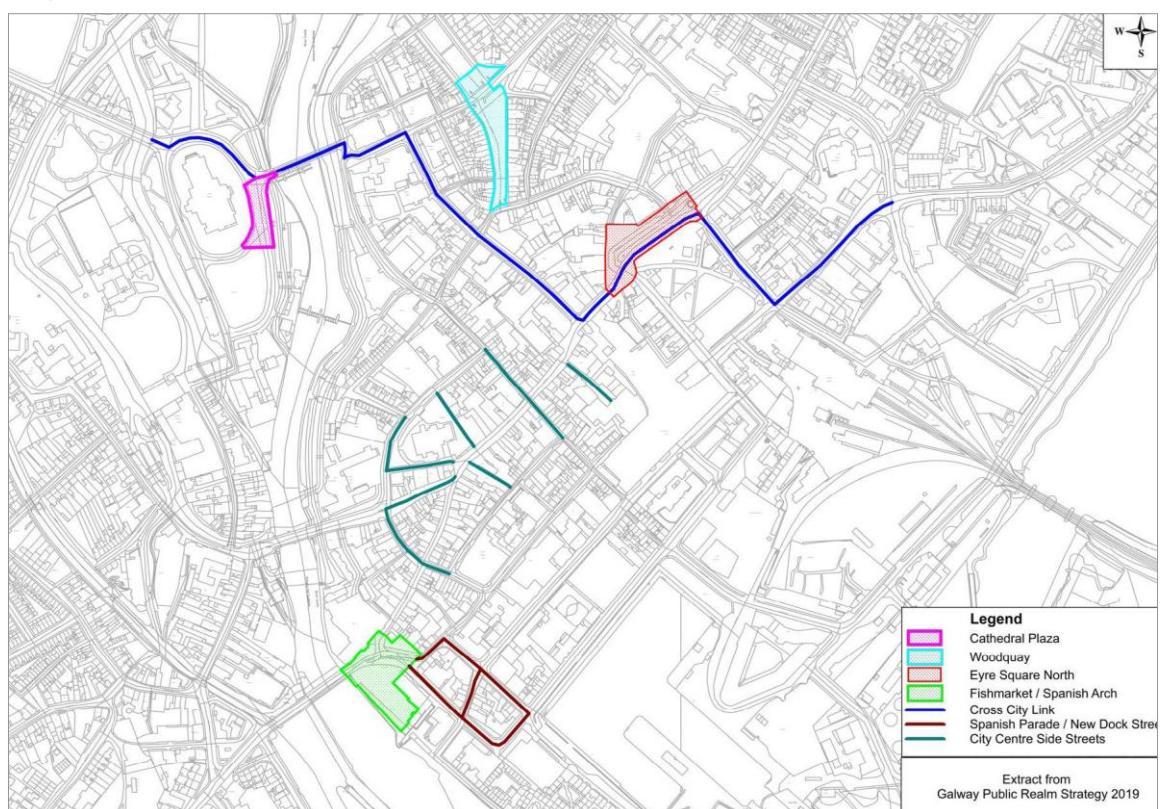 W
S
Legend
Cathedral Plaza
Woodquay
Eyre Square North
Fishmarket / Spanish Arch
Cross City Link
Spanish Parade / New Dock Stree
City Centre Side Streets
Extract from
Galway Public Realm Strategy 2019